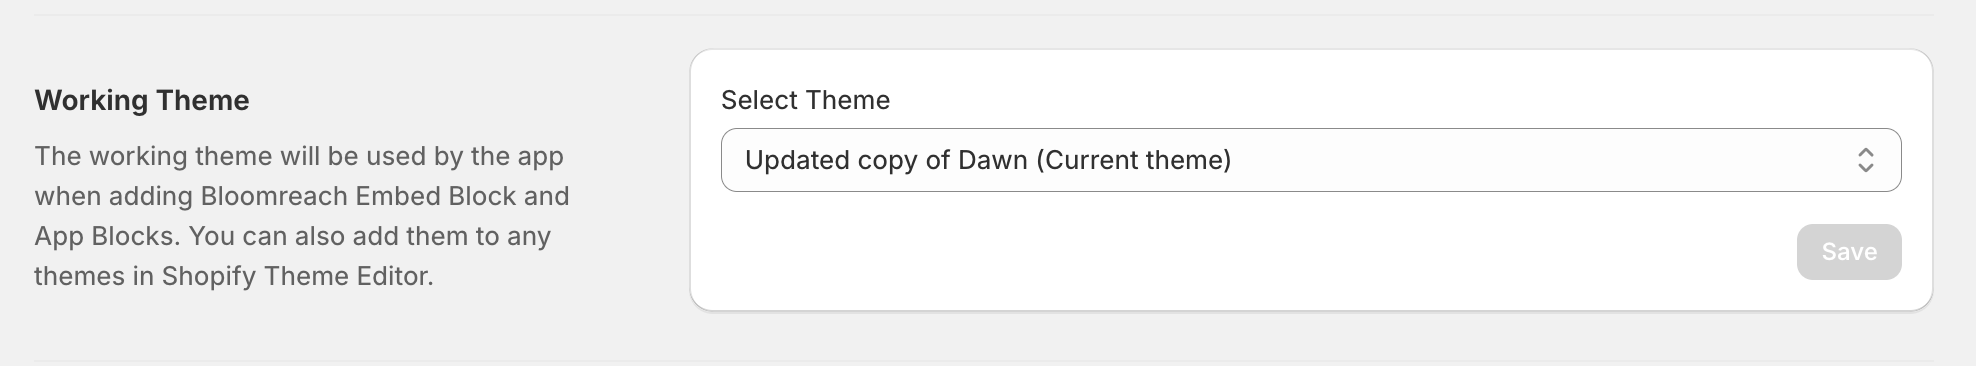 Working Theme
The working theme will be used by the app
when adding Bloomreach Embed Block and
App Blocks. You can also add them to any
themes in Shopify Theme Editor.
Select Theme
Updated copy of Dawn (Current theme)
Save